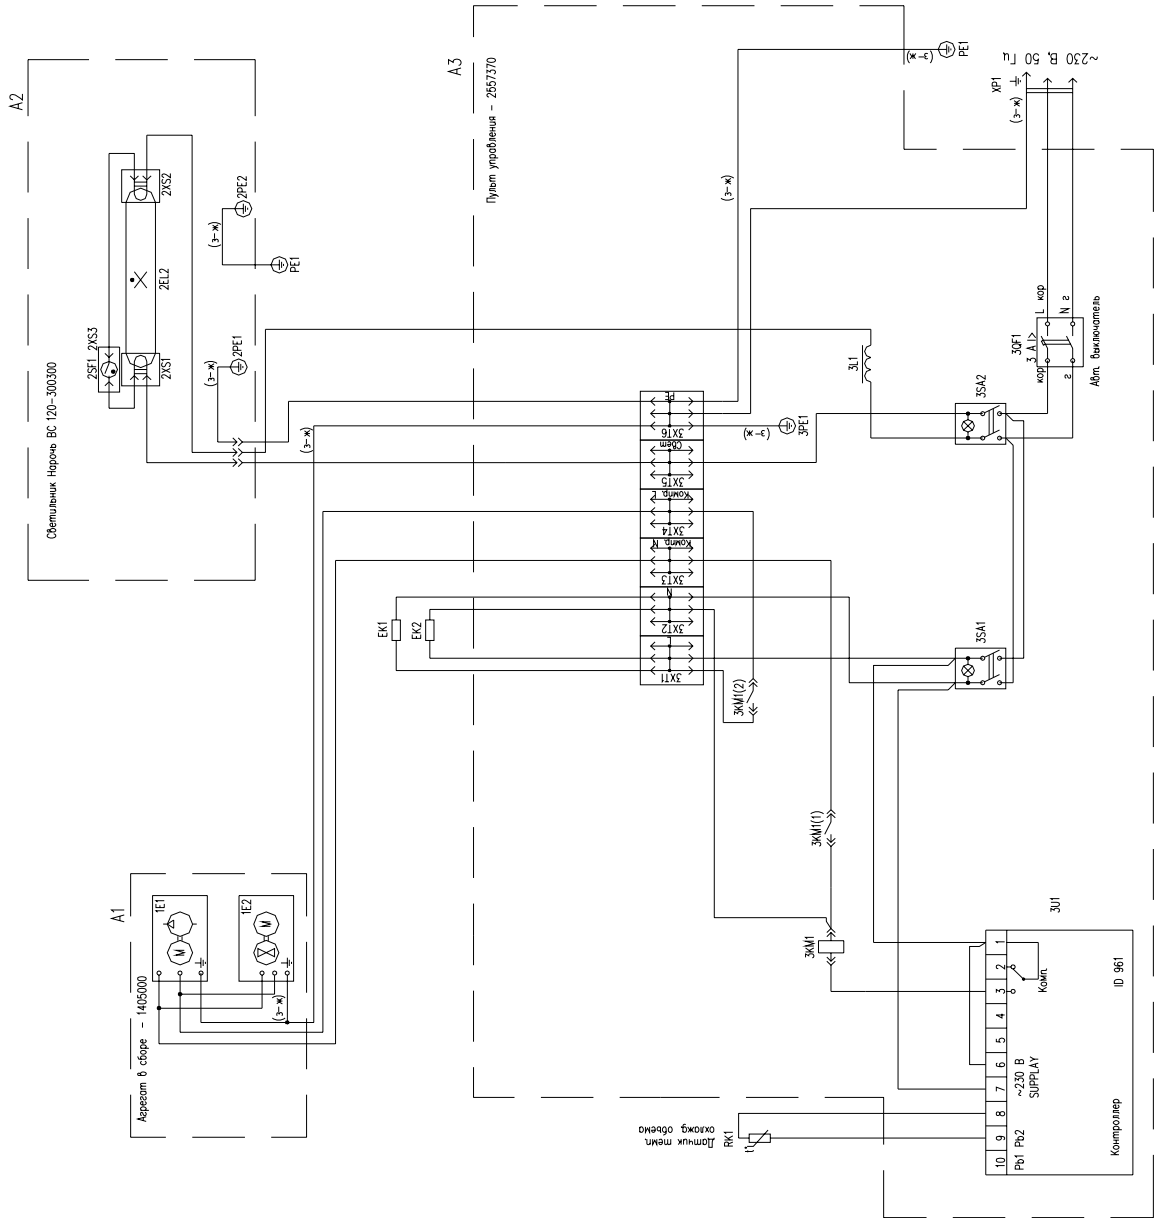 A2
Светильник Нарочь ВС 120-300300
2SF1 2XS3
2XS2
2EL2
2XS1
2PE2
(з-ж)
PE1
2PE1
(з-ж)
(з-ж)
A3
Пульт управления - 2657370
(з-ж)
PE1
(з-ж)
XP1
(з-ж)
~230 В, 50 Гц
3L1
3QF1
3 А I>
L кор
N г
кор
г
Авт. выключатель
3SA2
PE
3XT6
(з-ж)
3PE1
Свет
3XT5
Компр. L
3XT4
Компр. N
3XT3
N
3XT2
L
3XT1
EK1
EK2
3SA1
3KM1(2)
3KM1(1)
3KM1
A1
Агрегат в сборе - 1405000
1E1
M
1E2
M
(з-ж)
3U1
1
2
3
4
5
6
7
8
9
10
Комп.
ID 961
~230 В
SUPPLAY
Pb1 Pb2
Контроллер
Датчик темп.
охлажд. объема
RK1
t°